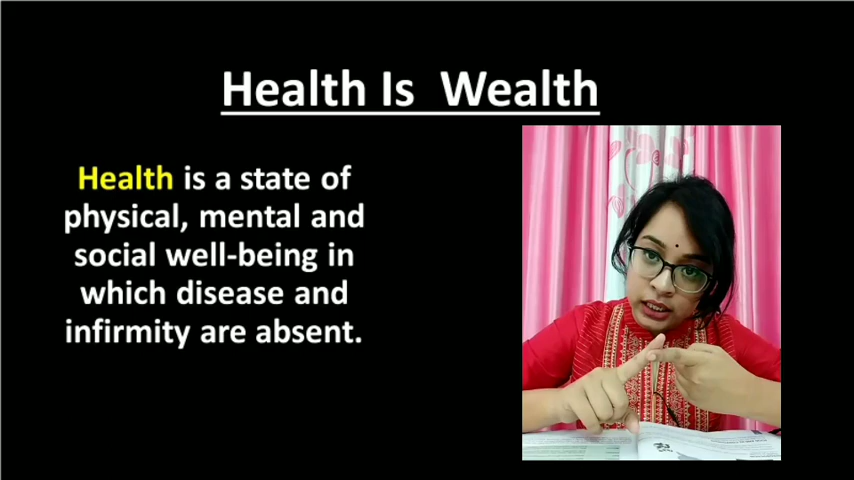 Health Is  Wealth
Health is a state of
physical, mental and
social well-being in
which disease and
infirmity are absent.